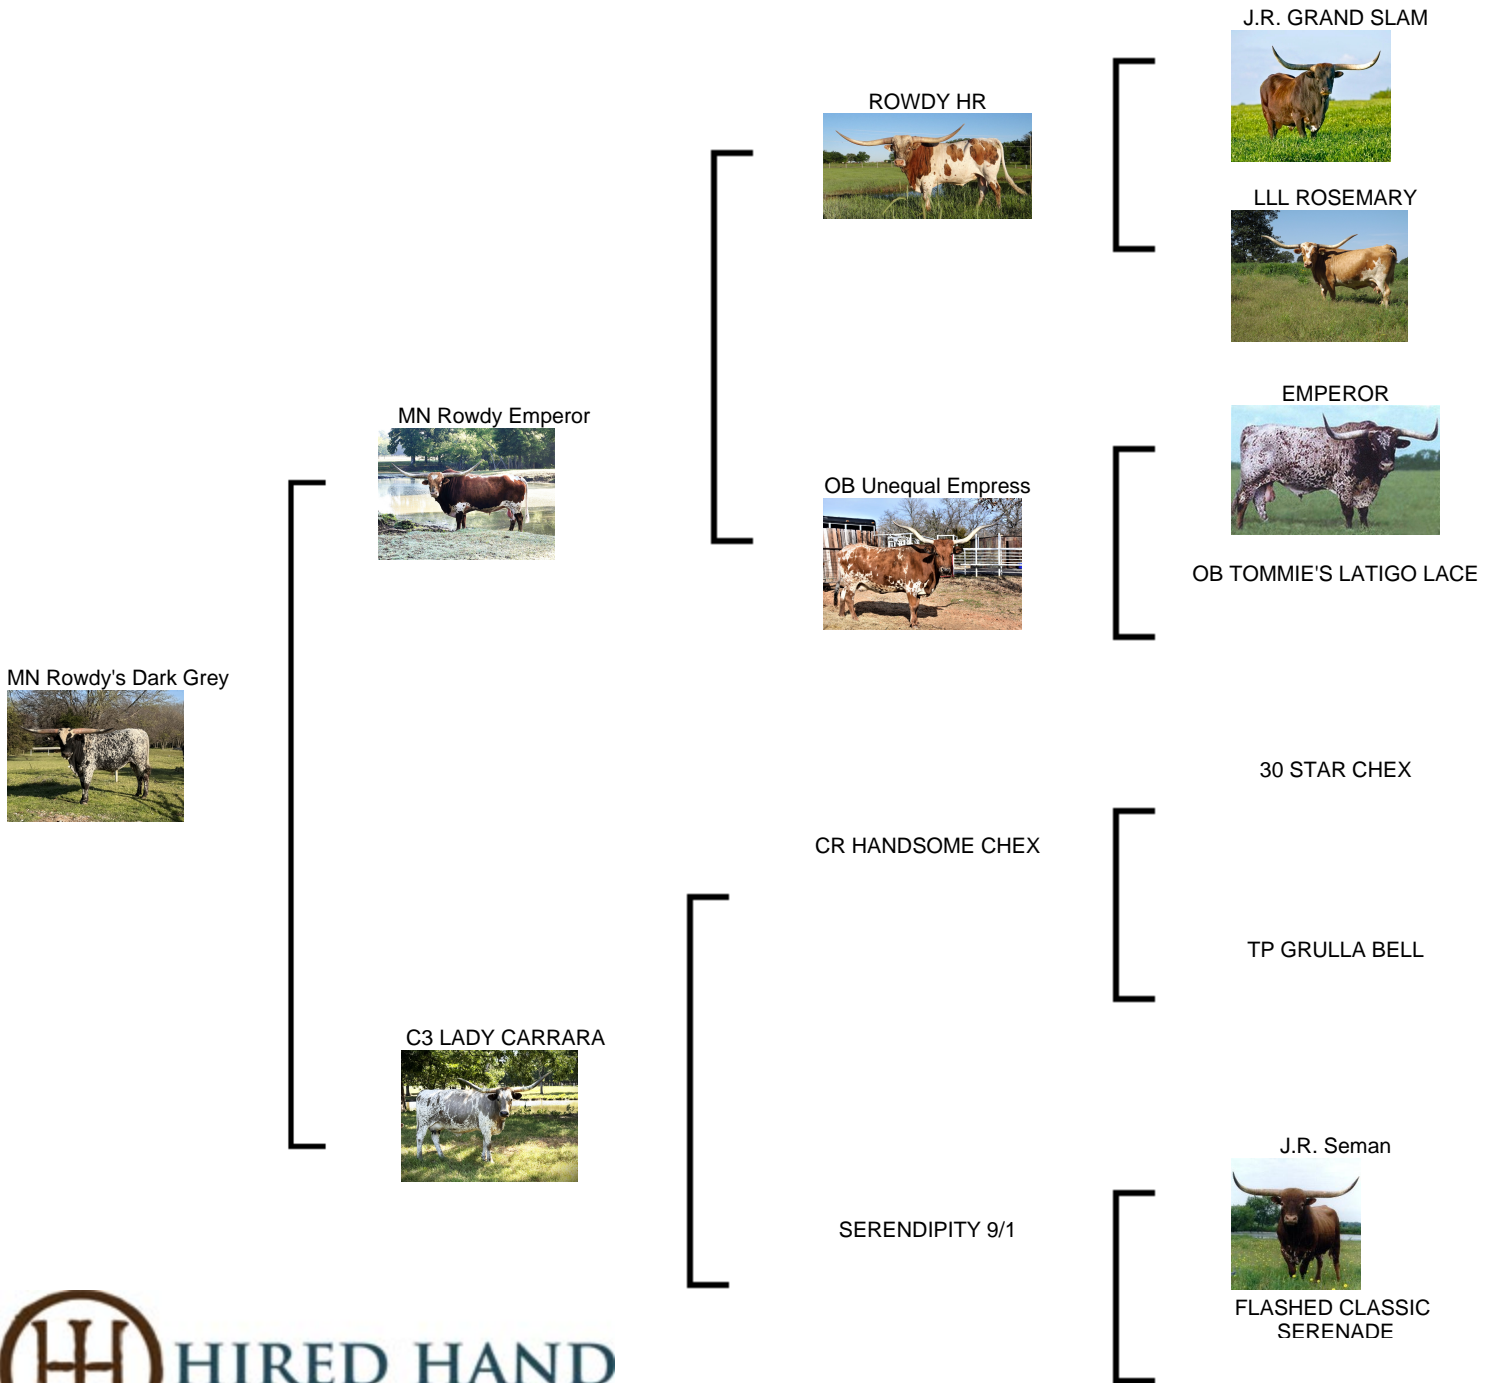 J.R. GRAND SLAM
ROWDY HR
LLL ROSEMARY
EMPEROR
MN Rowdy Emperor
OB Unequal Empress
OB TOMMIE'S LATIGO LACE
MN Rowdy's Dark Grey
30 STAR CHEX
CR HANDSOME CHEX
TP GRULLA BELL
C3 LADY CARRARA
J.R. Seman
SERENDIPITY 9/1
FLASHED CLASSIC
SERENADE
HIRED HAND